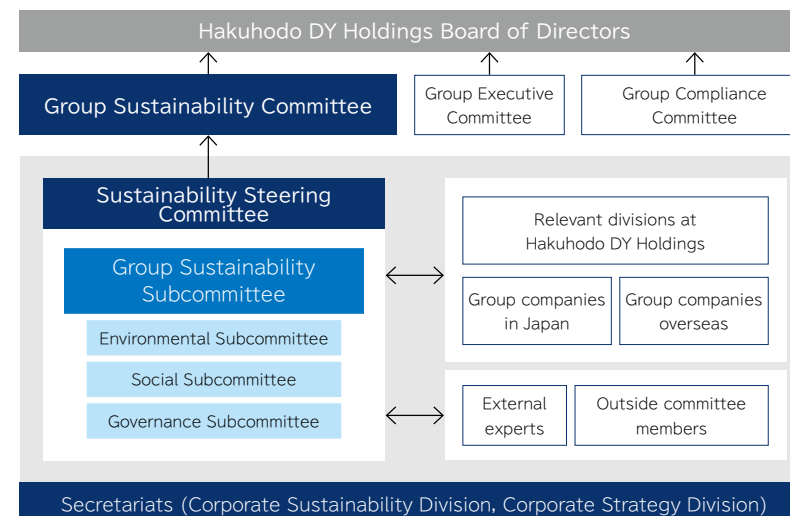 Hakuhodo DY Holdings Board of Directors
Group Sustainability Committee
Group Executive
Committee
Group Compliance
Committee
Sustainability Steering
Committee
Group Sustainability
Subcommittee
Environmental Subcommittee
Social Subcommittee
Governance Subcommittee
Relevant divisions at
Hakuhodo DY Holdings
Group companies
in Japan
Group companies
overseas
External
experts
Outside committee
members
Secretariats (Corporate Sustainability Division, Corporate Strategy Division)